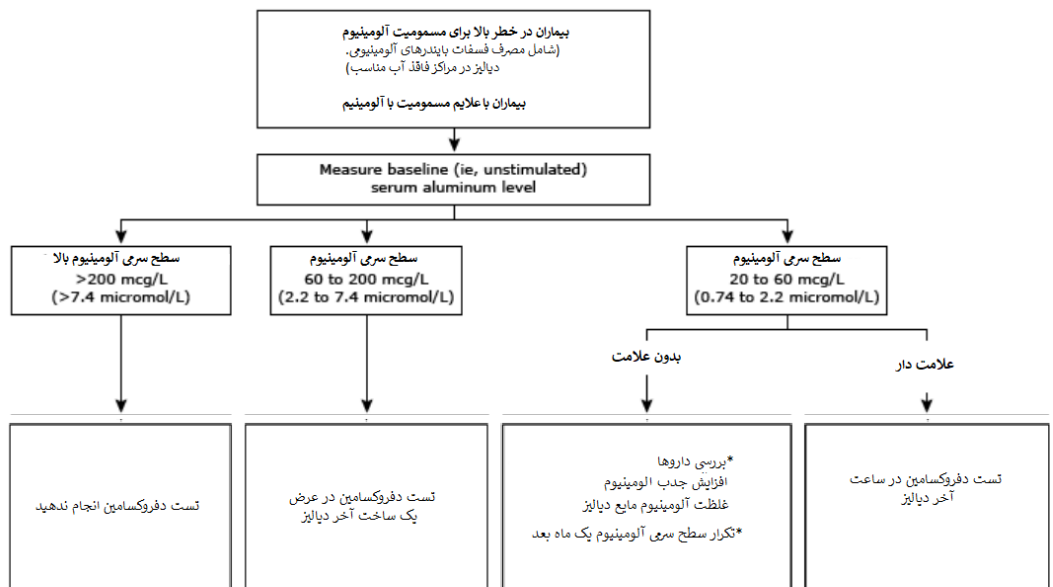 بیماران در خطر بالا برای مسمومیت آلومینیوم
(شامل مصرف فسفات بایندرهای آلومینیومی.
دیالیز در مراکز فاقد آب مناسب)
بیماران با علایم مسمومیت با آلومینیم
Measure baseline (ie, unstimulated)
serum aluminum level
سطح سرمی آلومینیوم بالا
>200 mcg/L
(>7.4 micromol/L)
سطح سرمی آلومینیوم
60 to 200 mcg/L
(2.2 to 7.4 micromol/L)
سطح سرمی آلومینیوم
20 to 60 mcg/L
(0.74 to 2.2 micromol/L)
بدون علامت
علامت دار
تست دفروکسامین انجام ندهید
تست دفروکسامین در عرض
یک ساخت آخر دیالیز
*بررسی داروها
افزایش جدب الومینیوم
غلظت آلومینیوم مایع دیالیز
*تکرار سطح سرمی آلومینیوم یک ماه بعد
تست دفروکسامین در ساعت
آخر دیالیز